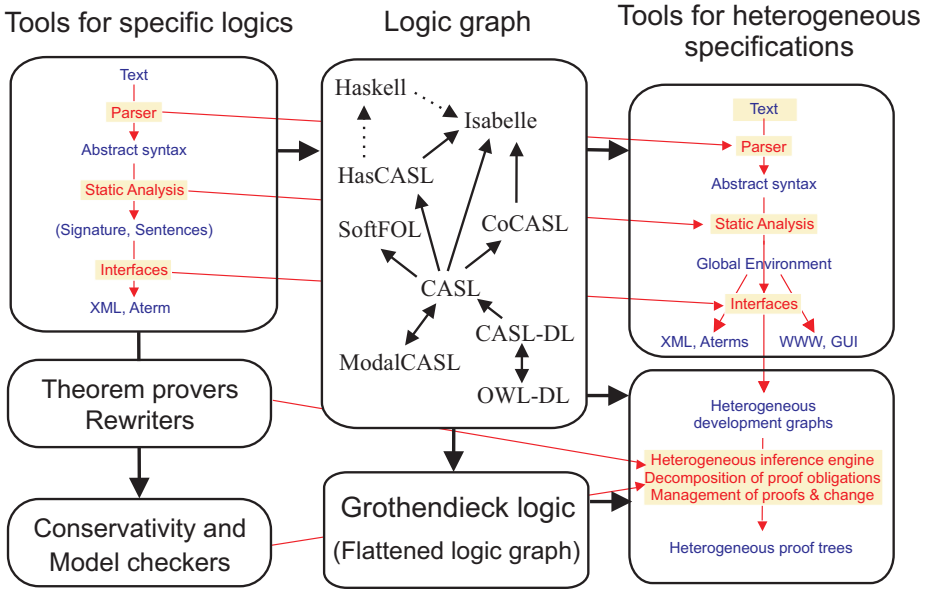 Tools for specific logics
Text
Parser
Abstract syntax
Static Analysis
(Signature, Sentences)
Interfaces
XML, Aterm
Theorem provers
Rewriters
Conservativity and
Model checkers
Logic graph
Haskell
Isabelle
HasCASL
SoftFOL
CoCASL
CASL
CASL-DL
ModalCASL
OWL-DL
Grothendieck logic
(Flattened logic graph)
Tools for heterogeneous
specifications
Text
Parser
Abstract syntax
Static Analysis
Global Environment
Interfaces
XML, Aterms
WWW, GUI
Heterogeneous
development graphs
Heterogeneous inference engine
Decomposition of proof obligations
Management of proofs & change
Heterogeneous proof trees